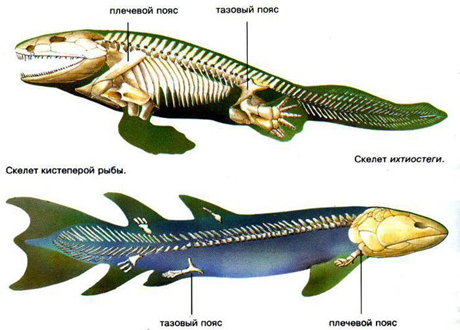 плечевой пояс
тазовый пояс
Скелет ихтиостеги.
Скелет кистеперой рыбы.
тазовый пояс
плечевой пояс